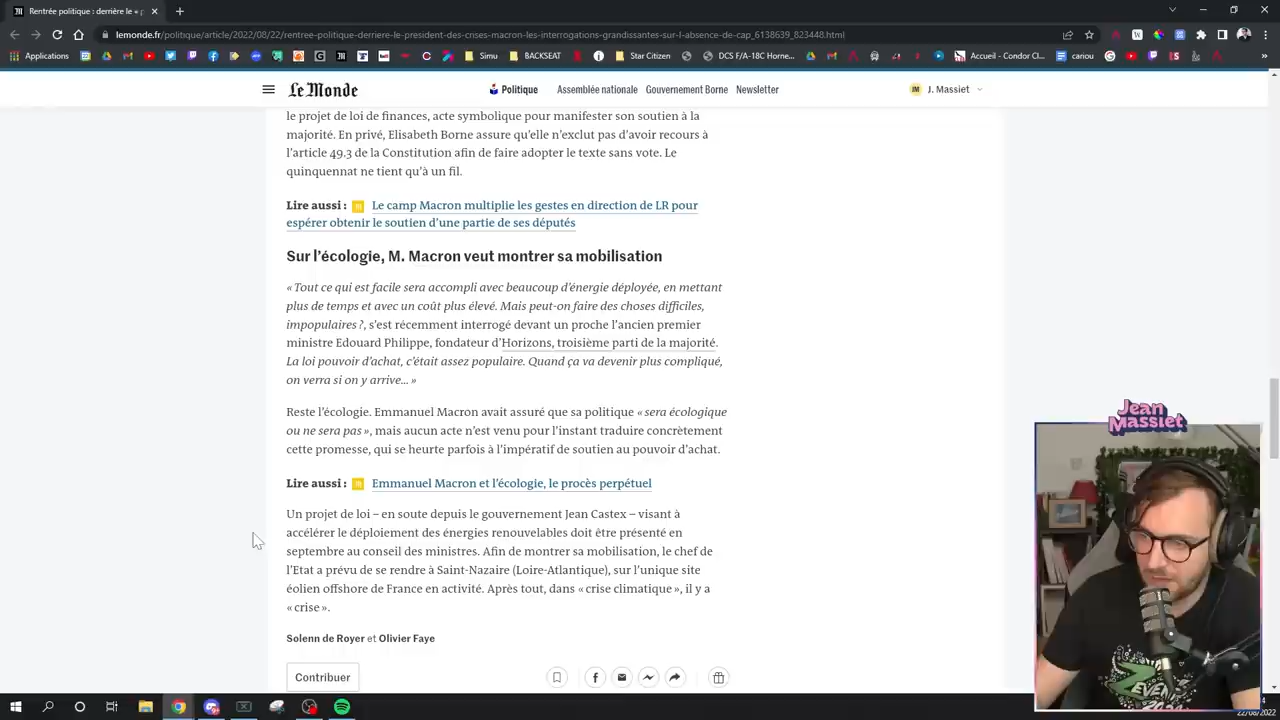 Rentrée politique : derrière le « p
lemonde.fr/politique/article/2022/08/22/rentree-politique-derriere-le-president-des-crises-macron-les-interrogations-grandissantes-sur-l-absence-de-cap_6138639_823448.html
Applications
Simu
BACKSEAT
Star Citizen
DCS F/A-18C Horne...
Accueil - Condor Cl...
cariou
Le Monde
Politique
Assemblée nationale
Gouvernement Borne
Newsletter
JM
J. Massiet
le projet de loi de finances, acte symbolique pour manifester son soutien à la
majorité. En privé, Elisabeth Borne assure qu'elle n'exclut pas d'avoir recours à
l'article 49.3 de la Constitution afin de faire adopter le texte sans vote. Le
quinquennat ne tient qu'à un fil.
Lire aussi : Le camp Macron multiplie les gestes en direction de LR pour
espérer obtenir le soutien d'une partie de ses députés
Sur l'écologie, M. Macron veut montrer sa mobilisation
« Tout ce qui est facile sera accompli avec beaucoup d'énergie déployée, en mettant
plus de temps et avec un coût plus élevé. Mais peut-on faire des choses difficiles,
impopulaires ?, s'est récemment interrogé devant un proche l'ancien premier
ministre Edouard Philippe, fondateur d'Horizons, troisième parti de la majorité.
La loi pouvoir d'achat, c'était assez populaire. Quand ça va devenir plus compliqué,
on verra si on y arrive... »
Reste l'écologie. Emmanuel Macron avait assuré que sa politique « sera écologique
ou ne sera pas », mais aucun acte n'est venu pour l'instant traduire concrètement
cette promesse, qui se heurte parfois à l'impératif de soutien au pouvoir d'achat.
Lire aussi : Emmanuel Macron et l'écologie, le procès perpétuel
Un projet de loi – en soute depuis le gouvernement Jean Castex – visant à
accélérer le déploiement des énergies renouvelables doit être présenté en
septembre au conseil des ministres. Afin de montrer sa mobilisation, le chef de
l'Etat a prévu de se rendre à Saint-Nazaire (Loire-Atlantique), sur l'unique site
éolien offshore de France en activité. Après tout, dans « crise climatique », il y a
« crise ».
Solenn de Royer et Olivier Faye
Contribuer
Jean
Massiet
Z
EVENT
22/08/2022